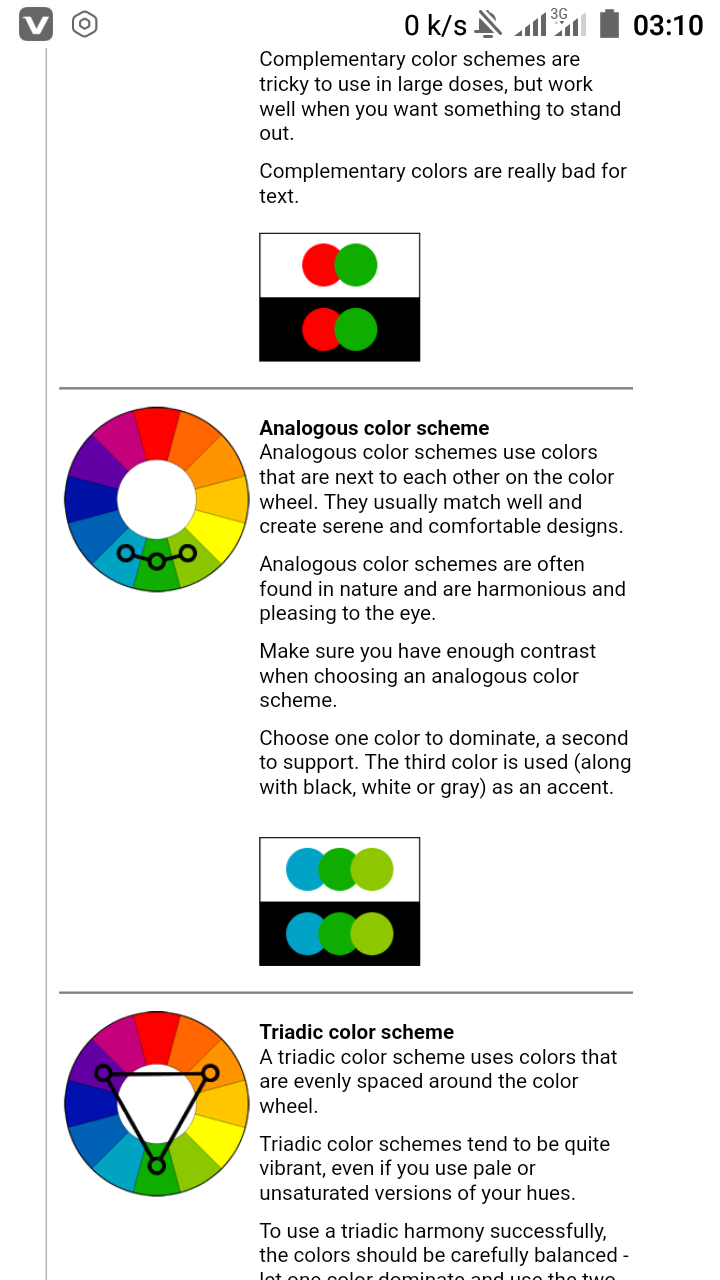 0 k/s 3G 03:10
Complementary color schemes are
tricky to use in large doses, but work
well when you want something to stand
out.
Complementary colors are really bad for
text.
Analogous color scheme
Analogous color schemes use colors
that are next to each other on the color
wheel. They usually match well and
create serene and comfortable designs.
Analogous color schemes are often
found in nature and are harmonious and
pleasing to the eye.
Make sure you have enough contrast
when choosing an analogous color
scheme.
Choose one color to dominate, a second
to support. The third color is used (along
with black, white or gray) as an accent.
Triadic color scheme
A triadic color scheme uses colors that
are evenly spaced around the color
wheel.
Triadic color schemes tend to be quite
vibrant, even if you use pale or
unsaturated versions of your hues.
To use a triadic harmony successfully,
the colors should be carefully balanced -
let one color dominate and use the two